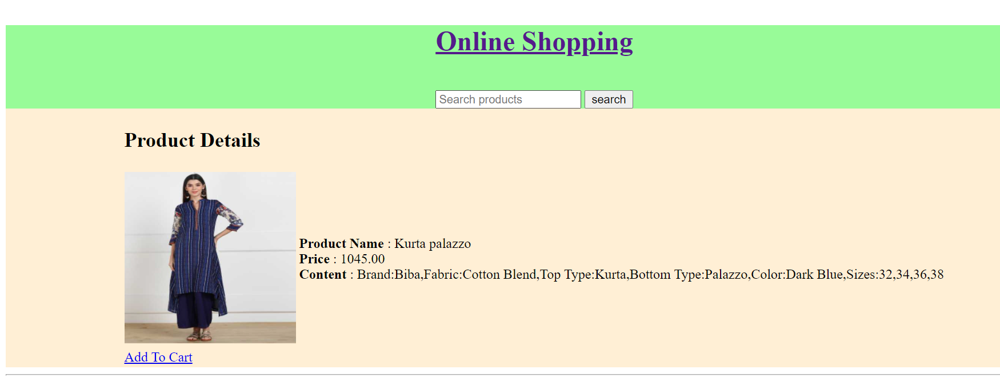 Online Shopping
Search products search
Product Details
Product Name : Kurta palazzo
Price : 1045.00
Content : Brand:Biba,Fabric:Cotton Blend,Top Type:Kurta,Bottom Type:Palazzo,Color:Dark Blue,Sizes:32,34,36,38
Add To Cart